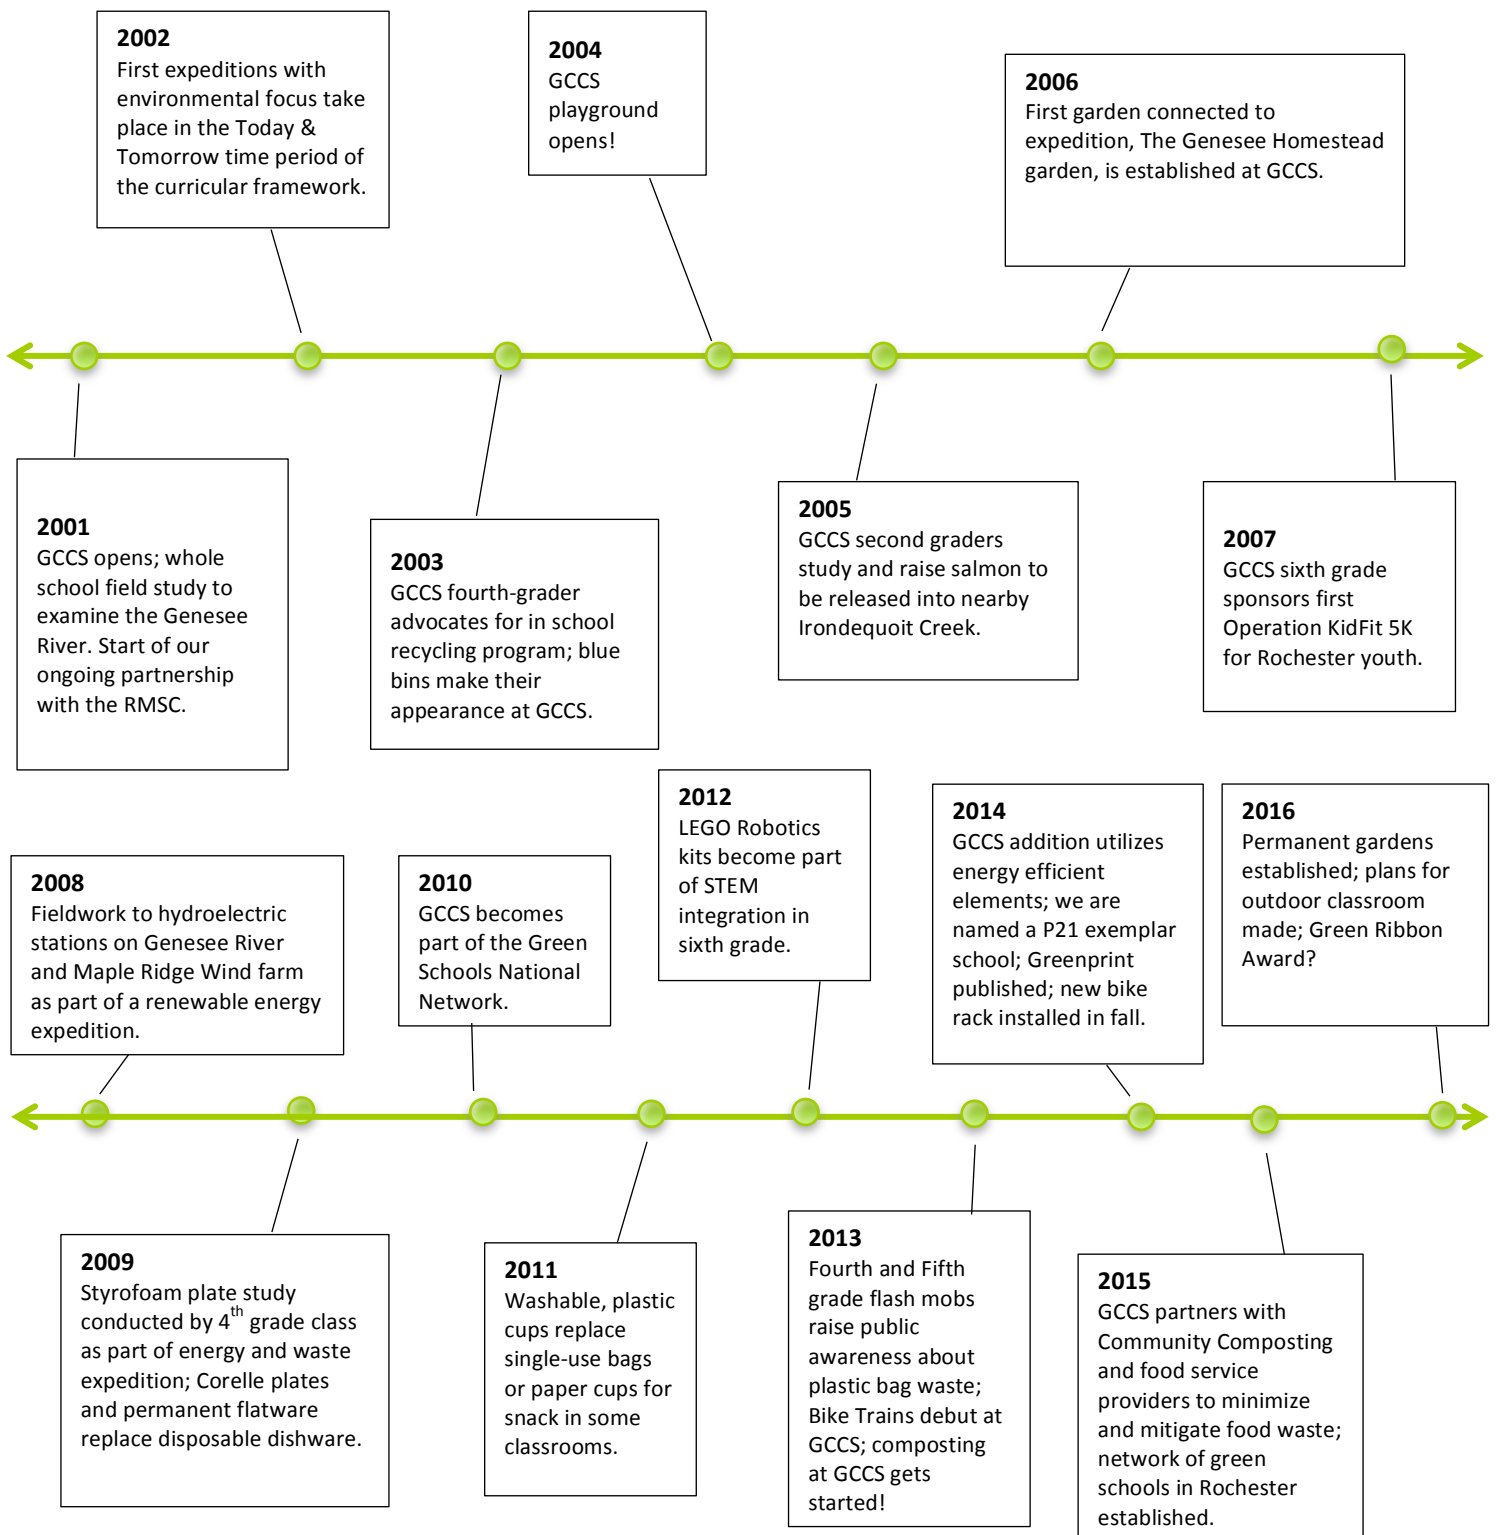 2002
First expeditions with
environmental focus take
place in the Today &
Tomorrow time period of
the curricular framework.
2004
GCCS
playground
opens!
2006
First garden connected to
expedition, The Genesee Homestead
garden, is established at GCCS.
2001
GCCS opens; whole
school field study to
examine the Genesee
River. Start of our
ongoing partnership
with the RMSC.
2003
GCCS fourth-grader
advocates for in school
recycling program; blue
bins make their
appearance at GCCS.
2005
GCCS second graders
study and raise salmon to
be released into nearby
Irondequoit Creek.
2007
GCCS sixth grade
sponsors first
Operation KidFit 5K
for Rochester youth.
2008
Fieldwork to hydroelectric
stations on Genesee River
and Maple Ridge Wind farm
as part of a renewable energy
expedition.
2010
GCCS becomes
part of the Green
Schools National
Network.
2012
LEGO Robotics
kits become part
of STEM
integration in
sixth grade.
2014
GCCS addition utilizes
energy efficient
elements; we are
named a P21 exemplar
school; Greenprint
published; new bike
rack installed in fall.
2016
Permanent gardens
established; plans for
outdoor classroom
made; Green Ribbon
Award?
2009
Styrofoam plate study
conducted by 4th grade class
as part of energy and waste
expedition; Corelle plates
and permanent flatware
replace disposable dishware.
2011
Washable, plastic
cups replace
single-use bags
or paper cups for
snack in some
classrooms.
2013
Fourth and Fifth
grade flash mobs
raise public
awareness about
plastic bag waste;
Bike Trains debut at
GCCS; composting
at GCCS gets
started!
2015
GCCS partners with
Community Composting
and food service
providers to minimize
and mitigate food waste;
network of green
schools in Rochester
established.